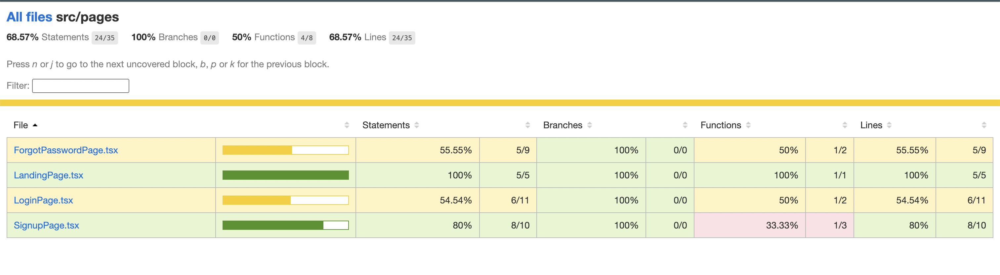 All files src/pages
68.57% Statements 24/35 100% Branches 0/0 50% Functions 4/8 68.57% Lines 24/35
Press n or j to go to the next uncovered block, b, p or k for the previous block.
Filter:
File Statements Branches Functions Lines
ForgotPasswordPage.tsx 55.55% 5/9 100% 0/0 50% 1/2 55.55% 5/9
LandingPage.tsx 100% 5/5 100% 0/0 100% 1/1 100% 5/5
LoginPage.tsx 54.54% 6/11 100% 0/0 50% 1/2 54.54% 6/11
SignupPage.tsx 80% 8/10 100% 0/0 33.33% 1/3 80% 8/10